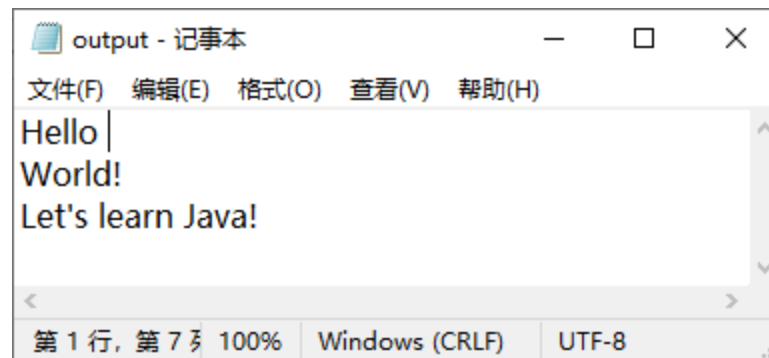 output - 记事本
文件(F) 编辑(E) 格式(O) 查看(V) 帮助(H)
Hello
World!
Let's learn Java!
第 1 行, 第 7 100% Windows (CRLF) UTF-8